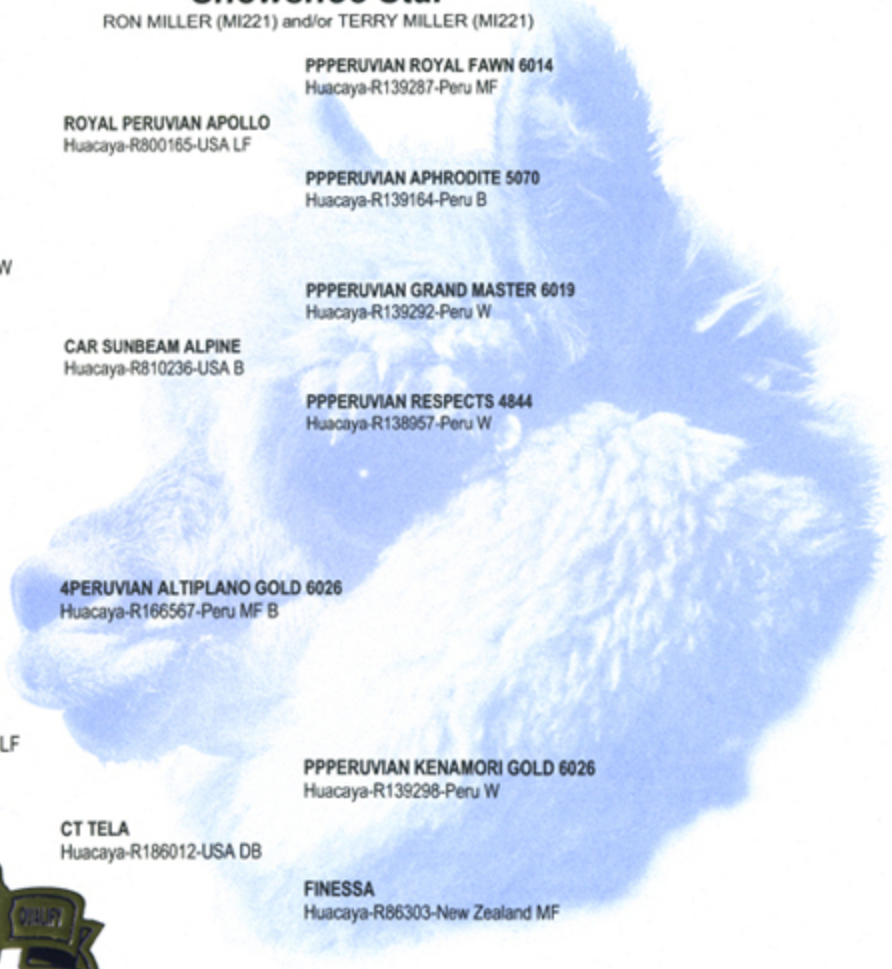 Snowshoe Star
RON MILLER (MI221) and/or TERRY MILLER (MI221)
PPPERUVIAN ROYAL FAWN 6014
Huacaya-R139287-Peru MF
ROYAL PERUVIAN APOLLO
Huacaya-R800165-USA LF
PPPERUVIAN APHRODITE 5070
Huacaya-R139164-Peru B
W
PPPERUVIAN GRAND MASTER 6019
Huacaya-R139292-Peru W
CAR SUNBEAM ALPINE
Huacaya-R810236-USA B
PPPERUVIAN RESPECTS 4844
Huacaya-R138957-Peru W
4PERUVIAN ALTIPLANO GOLD 6026
Huacaya-R166567-Peru MF B
LF
PPPERUVIAN KENAMORI GOLD 6026
Huacaya-R139298-Peru W
CT TELA
Huacaya-R186012-USA DB
FINESSA
Huacaya-R86303-New Zealand MF
QUALITY